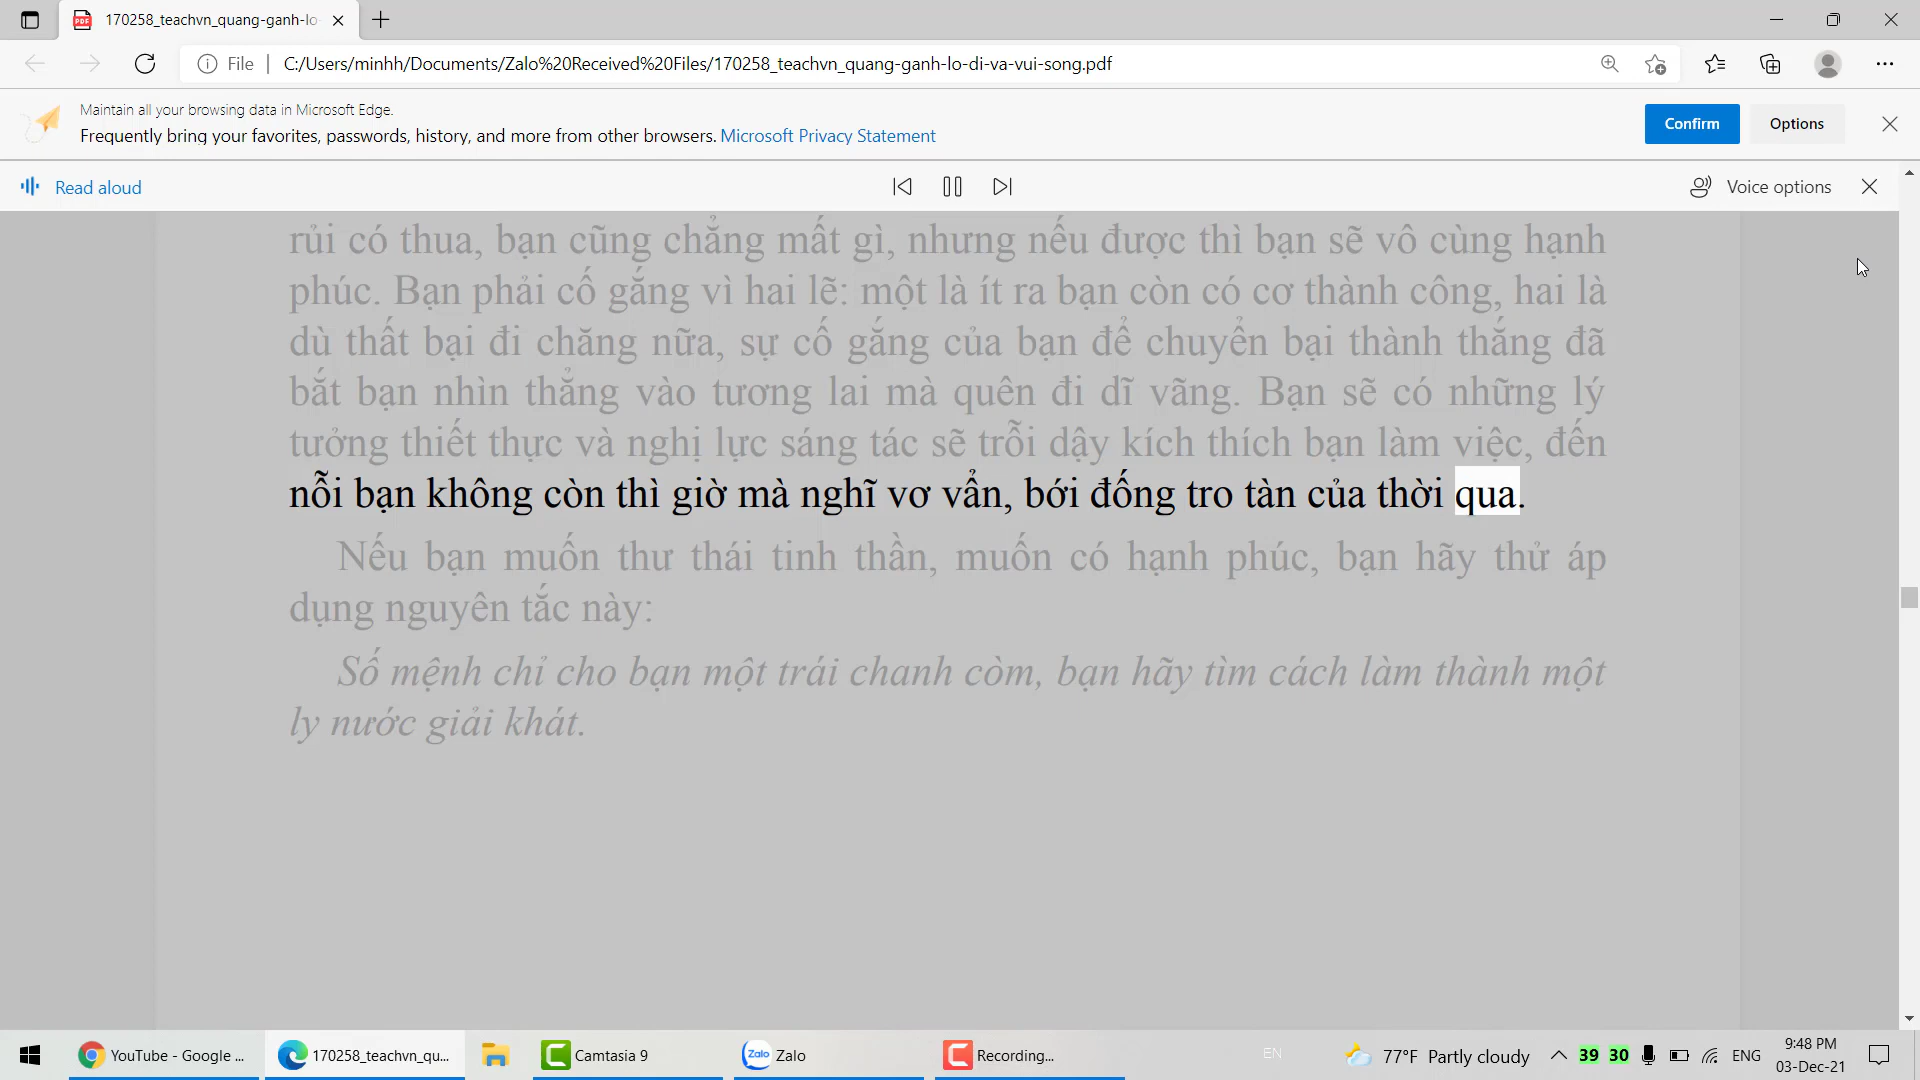 170258_teachvn_quang-ganh-lo
File
C:/Users/minhh/Documents/Zalo%20Received%20Files/170258_teachvn_quang-ganh-lo-di-va-vui-song.pdf
Maintain all your browsing data in Microsoft Edge.
Frequently bring your favorites, passwords, history, and more from other browsers. Microsoft Privacy Statement
Confirm
Options
Read aloud
Voice options
rủi có thua, bạn cũng chẳng mất gì, nhưng nếu được thì bạn sẽ vô cùng hạnh
phúc. Bạn phải cố gắng vì hai lẽ: một là ít ra bạn còn có cơ thành công, hai là
dù thất bại đi chăng nữa, sự cố gắng của bạn để chuyển bại thành thắng đã
bắt bạn nhìn thẳng vào tương lai mà quên đi dĩ vãng. Bạn sẽ có những lý
tưởng thiết thực và nghị lực sáng tác sẽ trỗi dậy kích thích bạn làm việc, đến
nỗi bạn không còn thì giờ mà nghĩ vơ vẩn, bới đống tro tàn của thời qua.
Nếu bạn muốn thư thái tinh thần, muốn có hạnh phúc, bạn hãy thử áp
dụng nguyên tắc này:
Số mệnh chỉ cho bạn một trái chanh còm, bạn hãy tìm cách làm thành một
ly nước giải khát.
YouTube - Google ...
170258_teachvn_qu...
Camtasia 9
Zalo
Recording...
EN
77°F Partly cloudy
39 30
ENG
9:48 PM
03-Dec-21